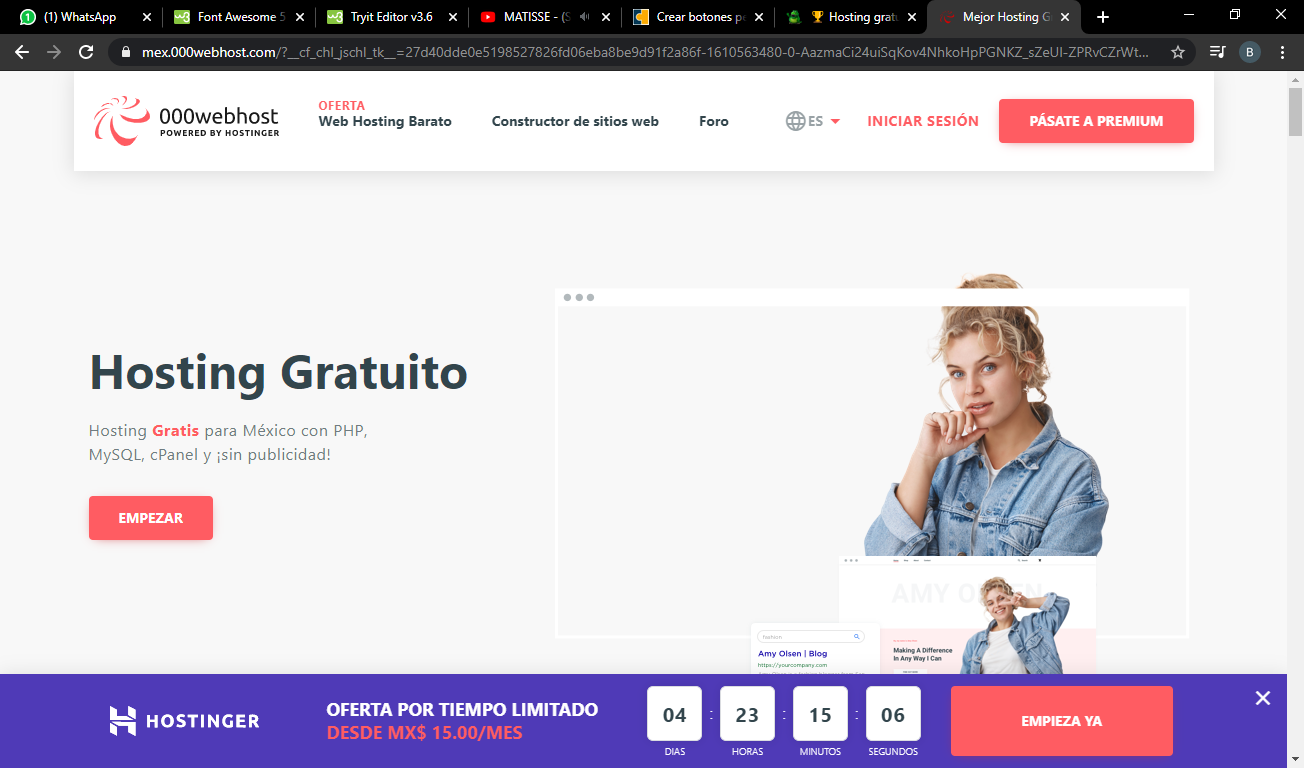 (1) WhatsApp
Font Awesome 5
Tryit Editor v3.6
MATISSE - (S
Crear botones pe
Hosting grat
Mejor Hosting G
mex.000webhost.com/?__cf_chl_jschl_tk__=27d40dde0e5198527826fd06eba8be9d91f2a86f-1610563480-0-AazmaCi24uiSqKov4NhkoHpPGNKZ_sZeUI-ZPRvCZrWt...
B
000webhost
POWERED BY HOSTINGER
OFERTA
Web Hosting Barato
Constructor de sitios web
Foro
ES
INICIAR SESIÓN
PÁSATE A PREMIUM
Hosting Gratuito
Hosting Gratis para México con PHP,
MySQL, cPanel y ¡sin publicidad!
EMPEZAR
AMY OLSEN
fashion
Amy Olsen | Blog
https://yourcompany.com
Making A Difference
In Any Way I Can
HOSTINGER
OFERTA POR TIEMPO LIMITADO
DESDE MX$ 15.00/MES
04 : 23 : 15 : 06
DIAS HORAS MINUTOS SEGUNDOS
EMPIEZA YA